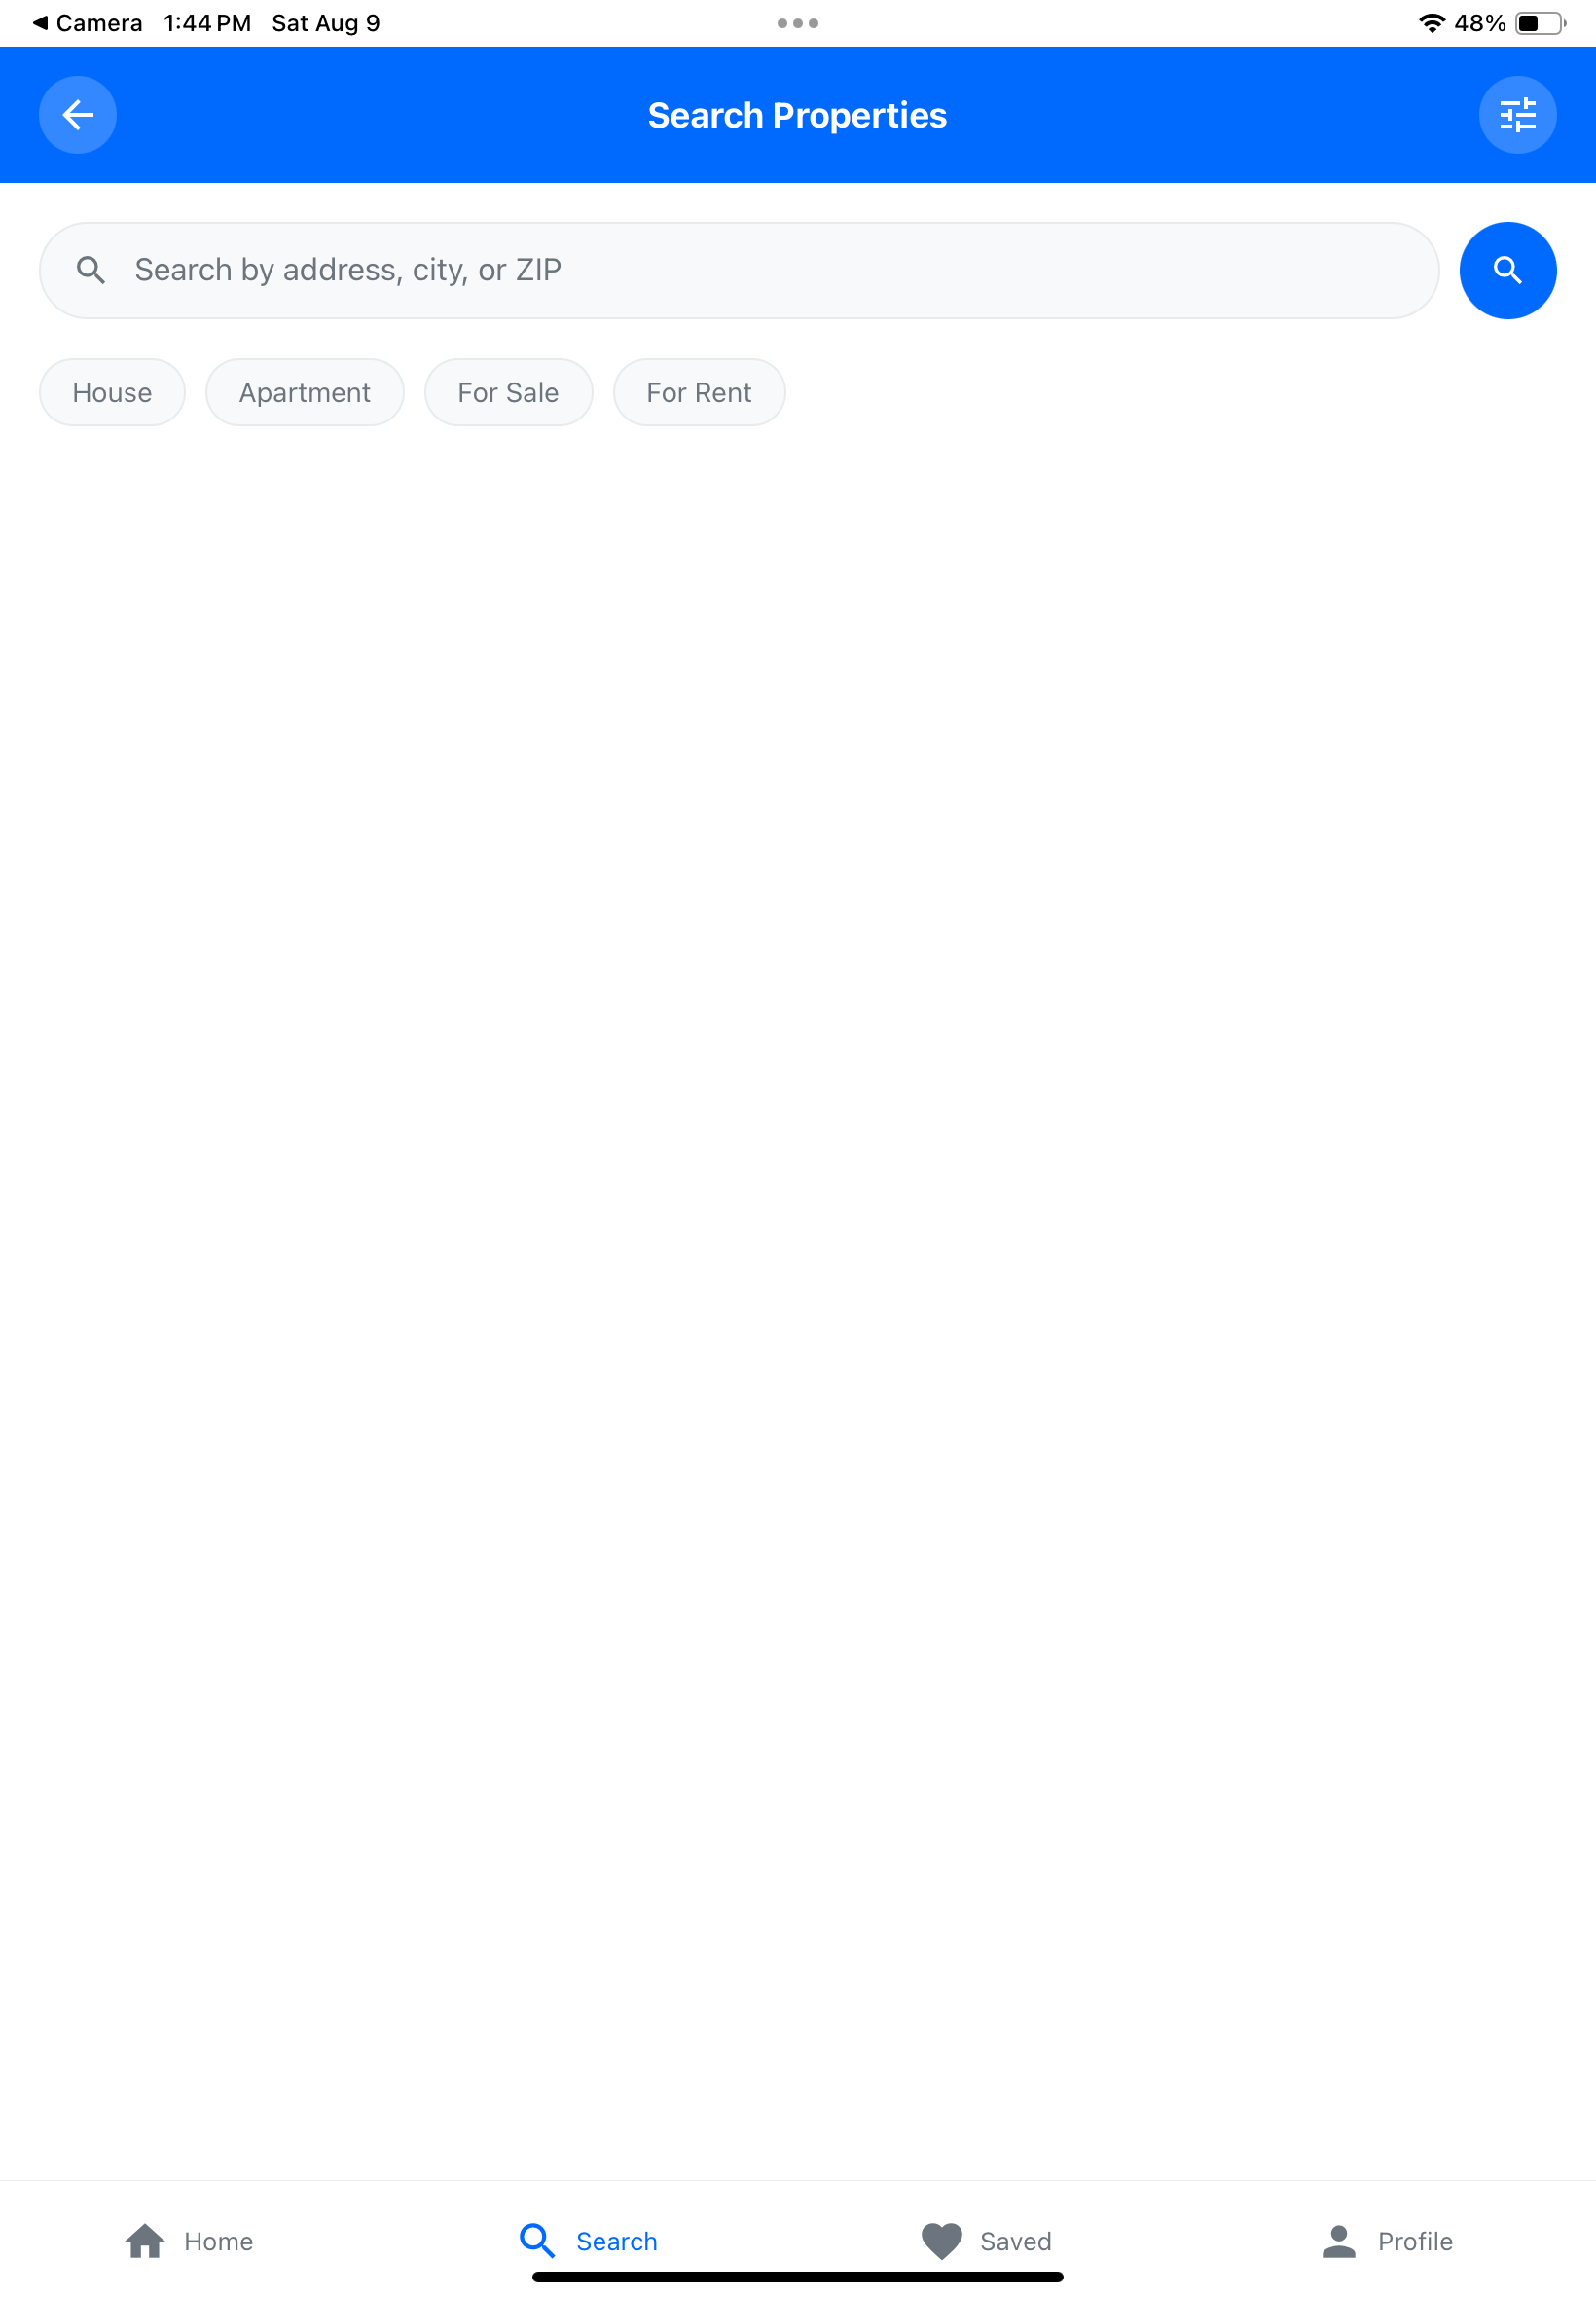 Camera 1:44 PM Sat Aug 9 48%
Search Properties
Search by address, city, or ZIP
House Apartment For Sale For Rent
Home Search Saved Profile